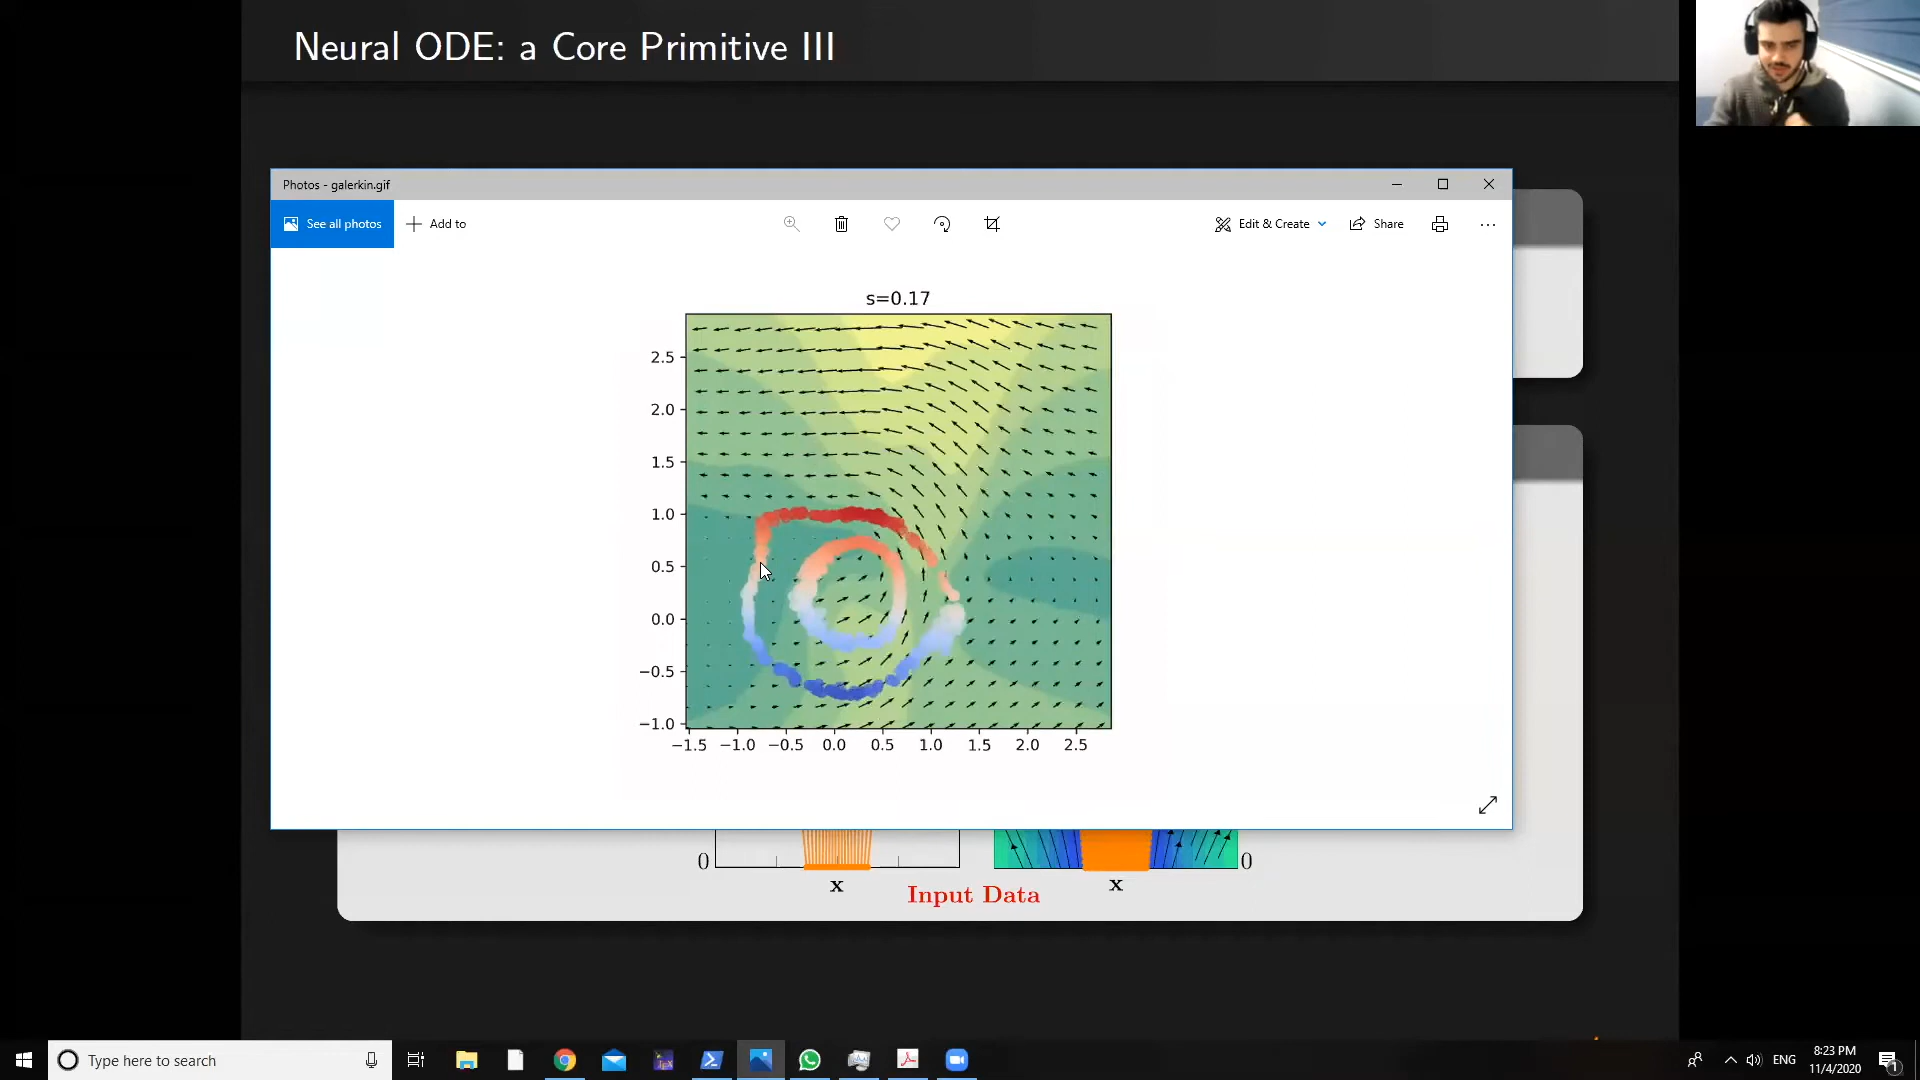 Neural ODE: a Core Primitive III
Photos - galerkin.gif
See all photos
Add to
Edit & Create
Share
s=0.17
2.5
2.0
1.5
1.0
0.5
0.0
−0.5
−1.0
−1.5 −1.0 −0.5 0.0 0.5 1.0 1.5 2.0 2.5
0 0
x x
Input Data
Type here to search
ENG
8:23 PM
11/4/2020
1